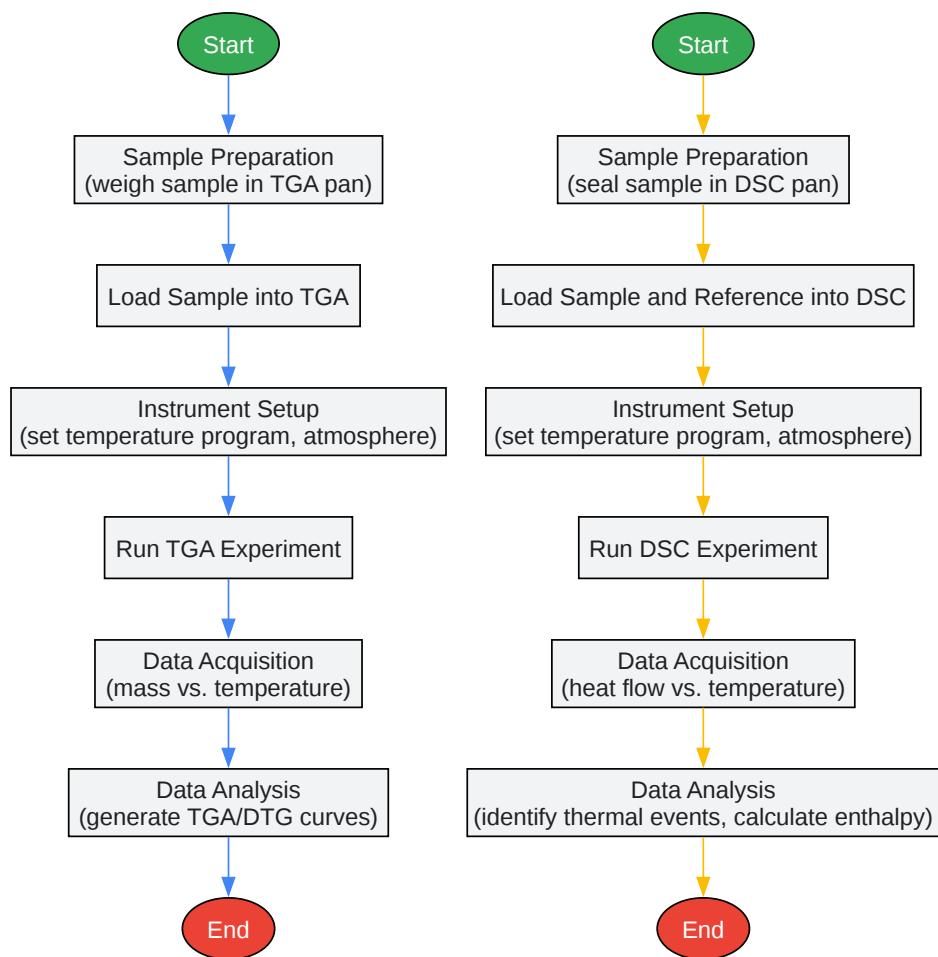 Start
Sample Preparation
(weigh sample in TGA pan)
Load Sample into TGA
Instrument Setup
(set temperature program, atmosphere)
Run TGA Experiment
Data Acquisition
(mass vs. temperature)
Data Analysis
(generate TGA/DTG curves)
End
Start
Sample Preparation
(seal sample in DSC pan)
Load Sample and Reference into DSC
Instrument Setup
(set temperature program, atmosphere)
Run DSC Experiment
Data Acquisition
(heat flow vs. temperature)
Data Analysis
(identify thermal events, calculate enthalpy)
End